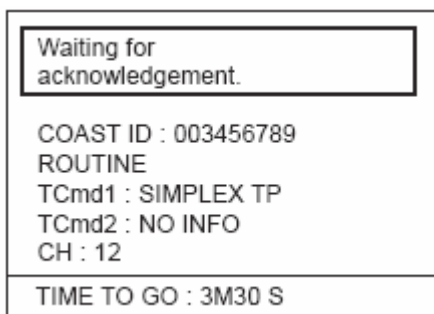 Waiting for
acknowledgement.
COAST ID : 003456789
ROUTINE
TCmd1 : SIMPLEX TP
TCmd2 : NO INFO
CH : 12
TIME TO GO : 3M30 S